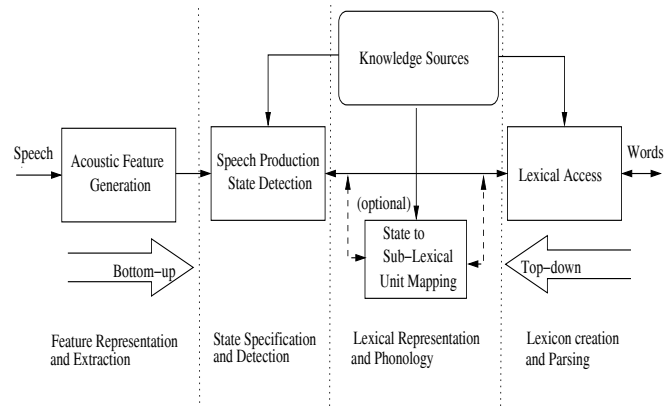 Knowledge Sources
Speech
Acoustic Feature
Generation
Speech Production
State Detection
Lexical Access
Words
(optional)
State to
Sub-Lexical
Unit Mapping
Bottom-up
Top-down
Feature Representation
and Extraction
State Specification
and Detection
Lexical Representation
and Phonology
Lexicon creation
and Parsing